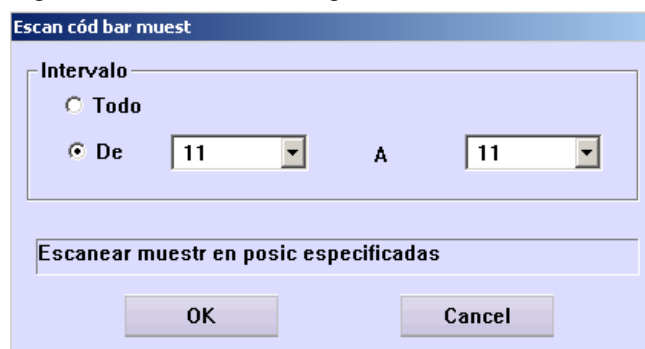 Escan cód bar muest
Intervalo
Todo
De 11 A 11
Escanear muestr en posic especificadas
OK Cancel